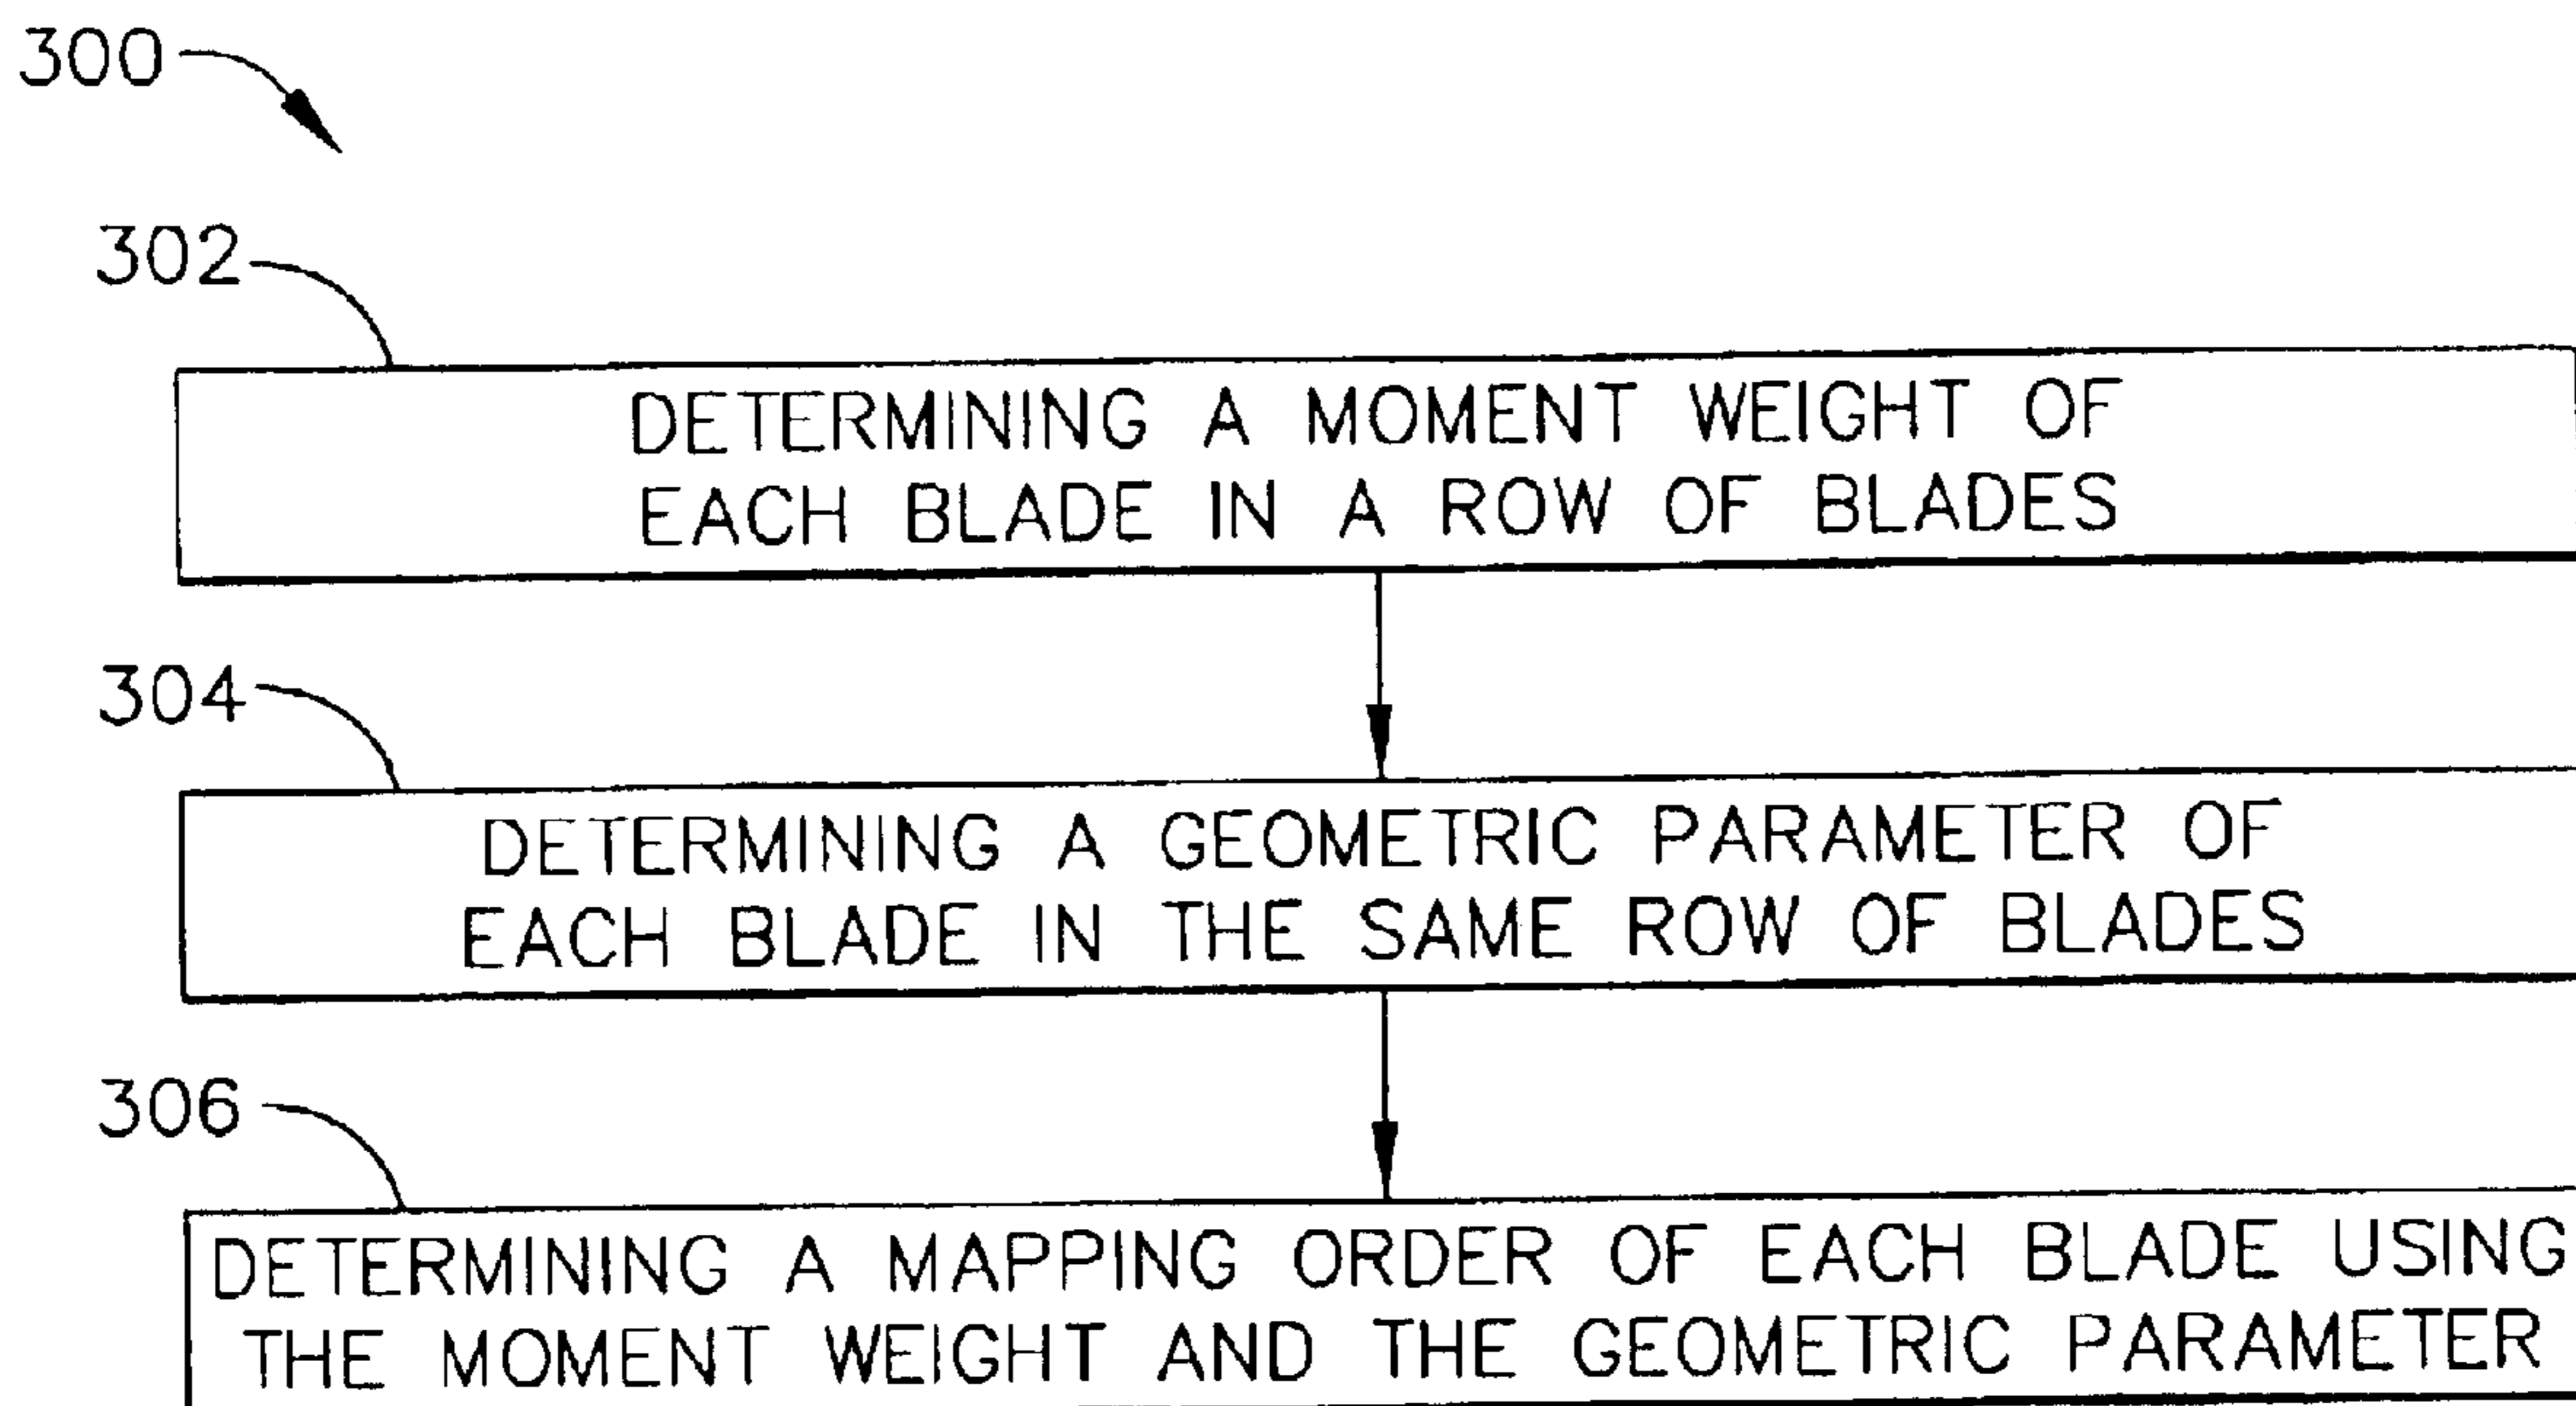 300
302
DETERMINING A MOMENT WEIGHT OF
EACH BLADE IN A ROW OF BLADES
304
DETERMINING A GEOMETRIC PARAMETER OF
EACH BLADE IN THE SAME ROW OF BLADES
306
DETERMINING A MAPPING ORDER OF EACH BLADE USING
THE MOMENT WEIGHT AND THE GEOMETRIC PARAMETER